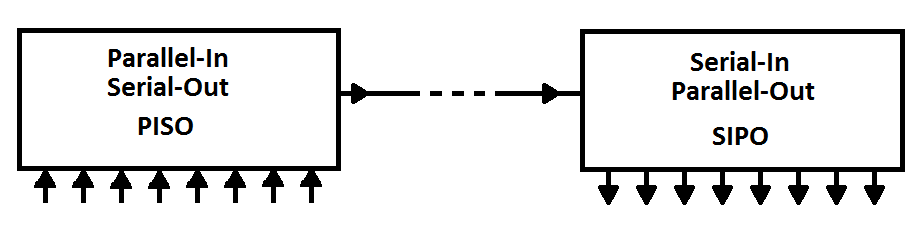 Parallel-In
Serial-Out
PISO
Serial-In
Parallel-Out
SIPO